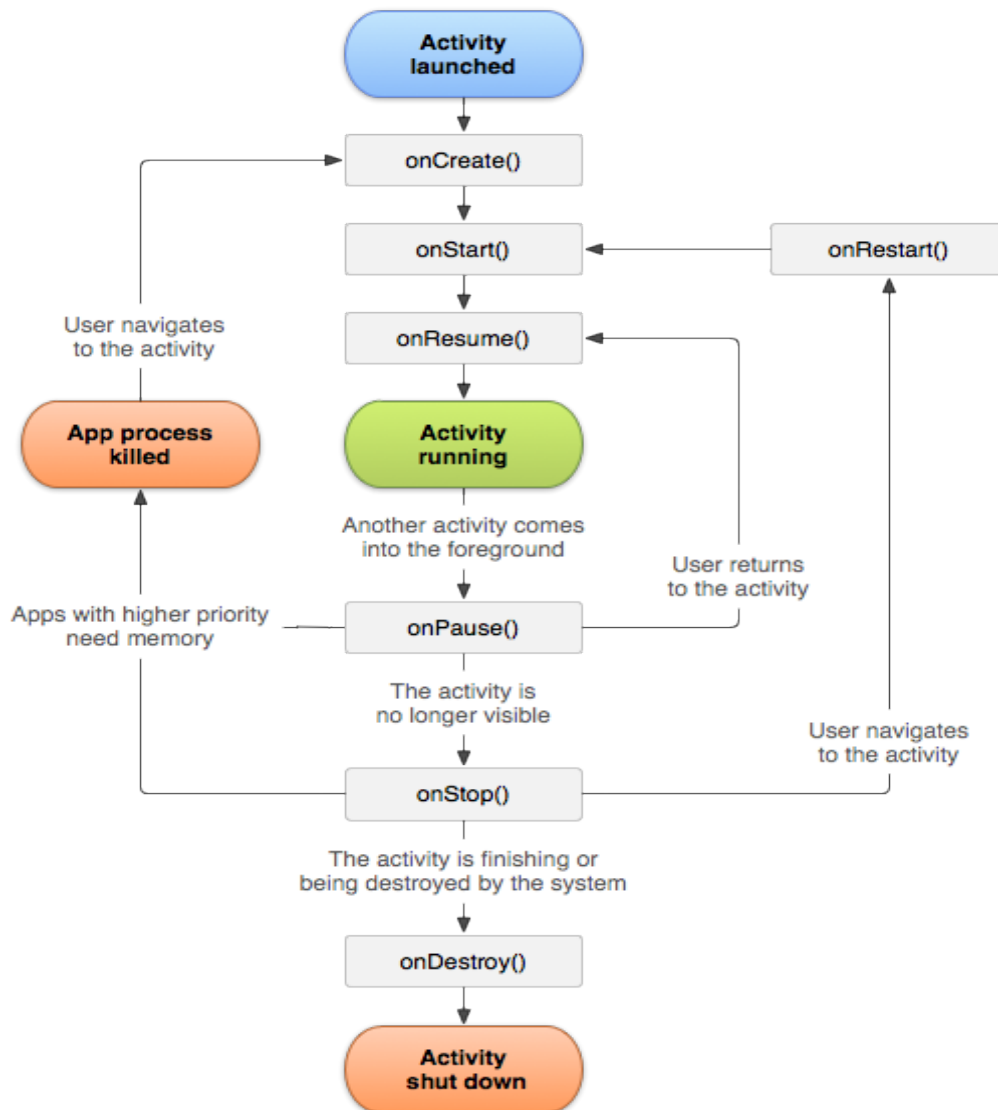 Activity
launched
onCreate()
onStart()
onRestart()
User navigates
to the activity
onResume()
App process
killed
Activity
running
Another activity comes
into the foreground
User returns
to the activity
Apps with higher priority
need memory
onPause()
The activity is
no longer visible
User navigates
to the activity
onStop()
The activity is finishing or
being destroyed by the system
onDestroy()
Activity
shut down